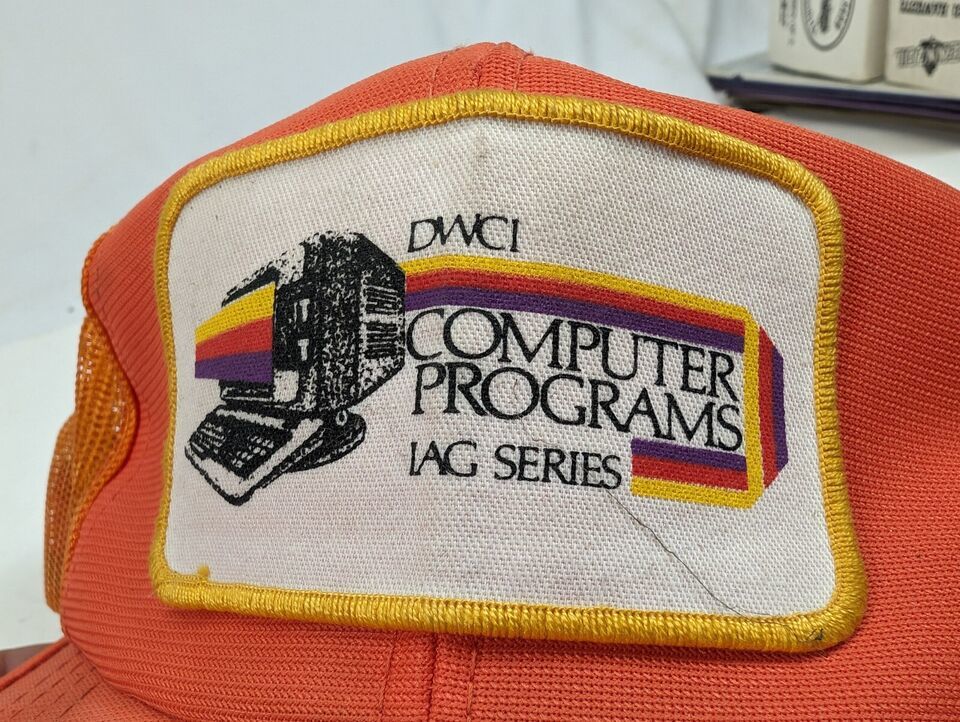 DWCI
COMPUTER
PROGRAMS
IAG SERIES